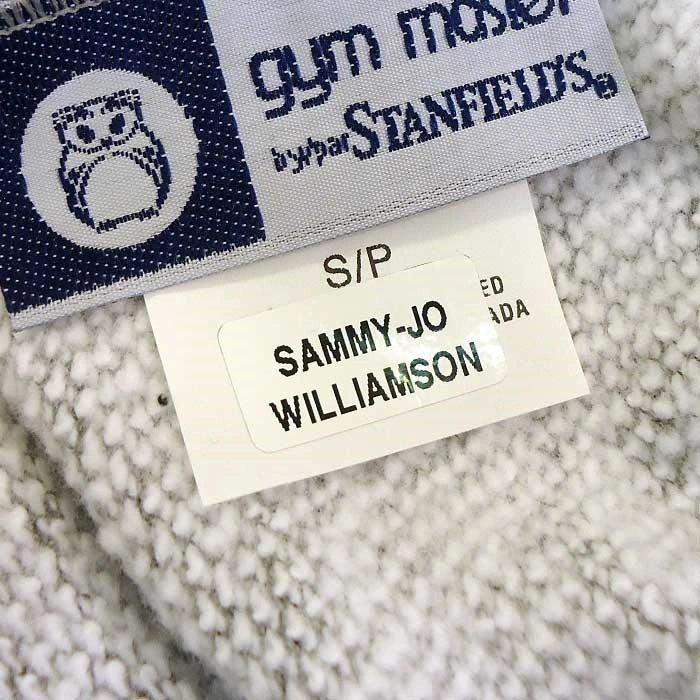 gym master
by/par STANFIELD'S®
S/P
ED
ADA
SAMMY-JO
WILLIAMSON